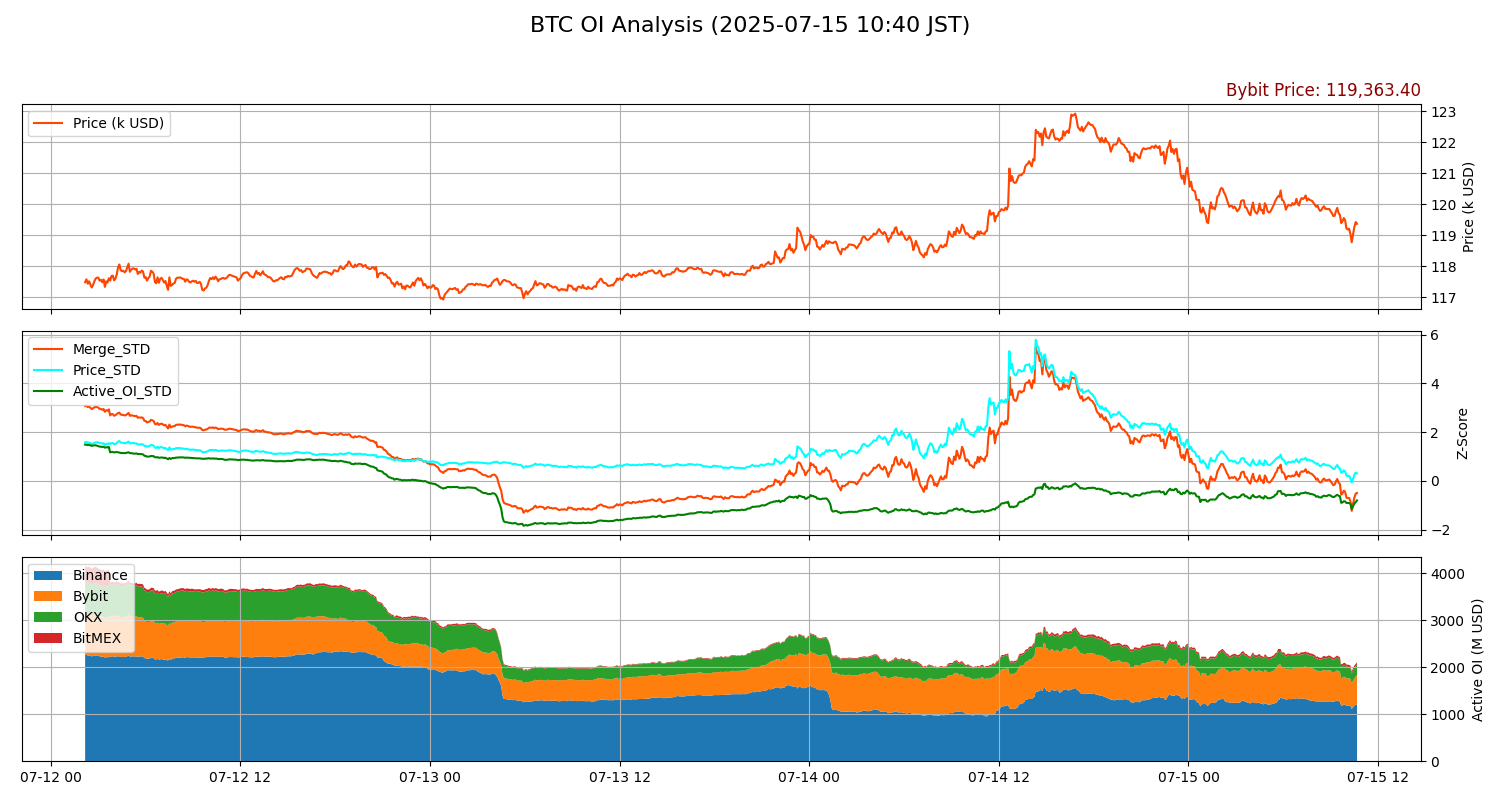 BTC OI Analysis (2025-07-15 10:40 JST)
Bybit Price: 119,363.40
Price (k USD)
123
122
121
120
119
118
117
Price (k USD)
Merge_STD
Price_STD
Active_OI_STD
6
4
2
0
−2
Z-Score
Binance
Bybit
OKX
BitMEX
4000
3000
2000
1000
0
Active OI (M USD)
07-12 00
07-12 12
07-13 00
07-13 12
07-14 00
07-14 12
07-15 00
07-15 12